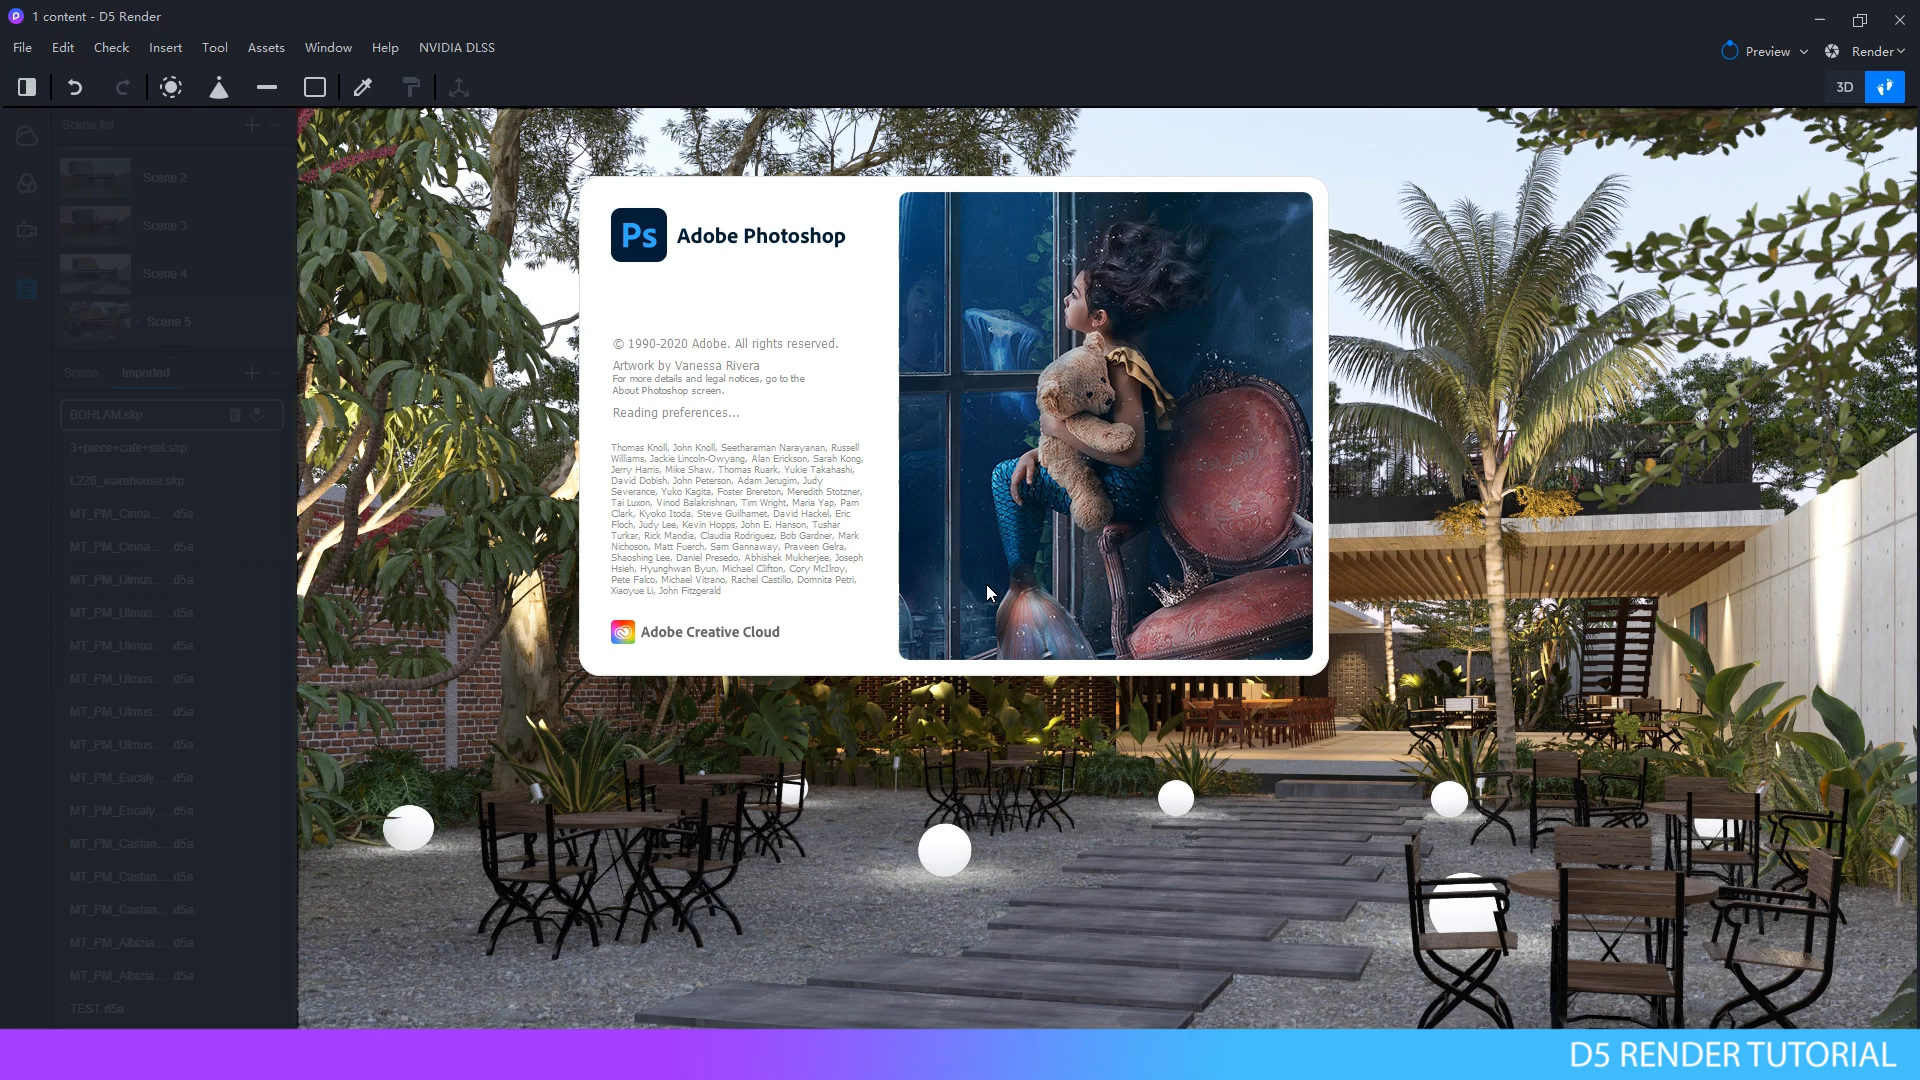 1 content - D5 Render
File Edit Check Insert Tool Assets Window Help NVIDIA DLSS
Preview Render
3D
Scene list
Scene 2
Scene 3
Scene 4
Scene 5
Scene Imported
BOHLAM.skp
3+piece+cafe+set.skp
L226_warehouse.skp
MT_PM_Cinna... .d5a
MT_PM_Cinna... .d5a
MT_PM_Ulmus... .d5a
MT_PM_Ulmus... .d5a
MT_PM_Ulmus... .d5a
MT_PM_Ulmus... .d5a
MT_PM_Ulmus... .d5a
MT_PM_Ulmus... .d5a
MT_PM_Eucaly... .d5a
MT_PM_Eucaly... .d5a
MT_PM_Castan... .d5a
MT_PM_Castan... .d5a
MT_PM_Castan... .d5a
MT_PM_Albizia... .d5a
MT_PM_Albizia... .d5a
TEST.d5a
Ps Adobe Photoshop
© 1990-2020 Adobe. All rights reserved.
Artwork by Vanessa Rivera
For more details and legal notices, go to the
About Photoshop screen.
Reading preferences...
Thomas Knoll, John Knoll, Seetharaman Narayanan, Russell
Williams, Jackie Lincoln-Owyang, Alan Erickson, Sarah Kong,
Jerry Harris, Mike Shaw, Thomas Ruark, Yukie Takahashi,
David Dobish, John Peterson, Adam Jerugim, Judy
Severance, Yuko Kagita, Foster Brereton, Meredith Stotzner,
Tai Luxon, Vinod Balakrishnan, Tim Wright, Maria Yap, Pam
Clark, Kyoko Itoda, Steve Guilhamet, David Hackel, Eric
Floch, Judy Lee, Kevin Hopps, John E. Hanson, Tushar
Turkar, Rick Mandia, Claudia Rodriguez, Bob Gardner, Mark
Nichoson, Matt Fuerch, Sam Gannaway, Praveen Gelra,
Shaoshing Lee, Daniel Presedo, Abhishek Mukherjee, Joseph
Hsieh, Hyunghwan Byun, Michael Clifton, Cory McIlroy,
Pete Falco, Michael Vitrano, Rachel Castillo, Domnita Petri,
Xiaoyue Li, John Fitzgerald
Adobe Creative Cloud
D5 RENDER TUTORIAL